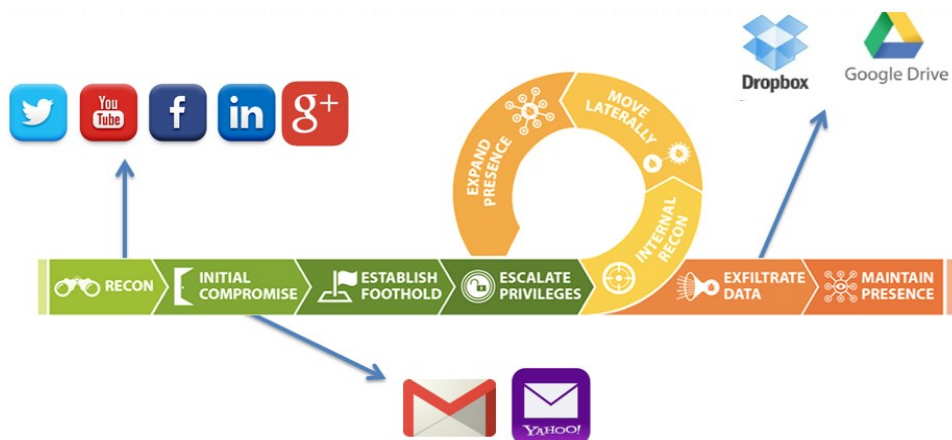 Dropbox
Google Drive
You
Tube
f
in
g+
EXPAND
PRESENCE
MOVE
LATERALLY
INTERNAL
RECON
RECON
INITIAL
COMPROMISE
ESTABLISH
FOOTHOLD
ESCALATE
PRIVILEGES
EXFILTRATE
DATA
MAINTAIN
PRESENCE
YAHOO!